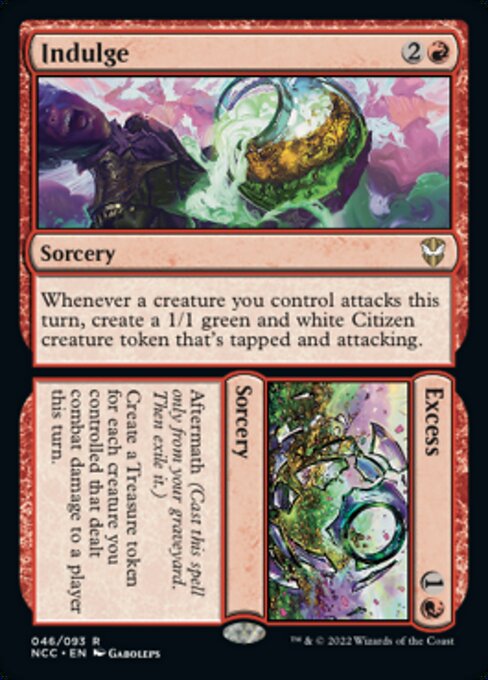 Indulge 2
Sorcery
Whenever a creature you control attacks this
turn, create a 1/1 green and white Citizen
creature token that's tapped and attacking.
Excess 1
Sorcery
Aftermath (Cast this spell
only from your graveyard.
Then exile it.)
Create a Treasure token
for each creature you
controlled that dealt
combat damage to a player
this turn.
046/093 R
NCC • EN Gaboleps
™ & © 2022 Wizards of the Coast